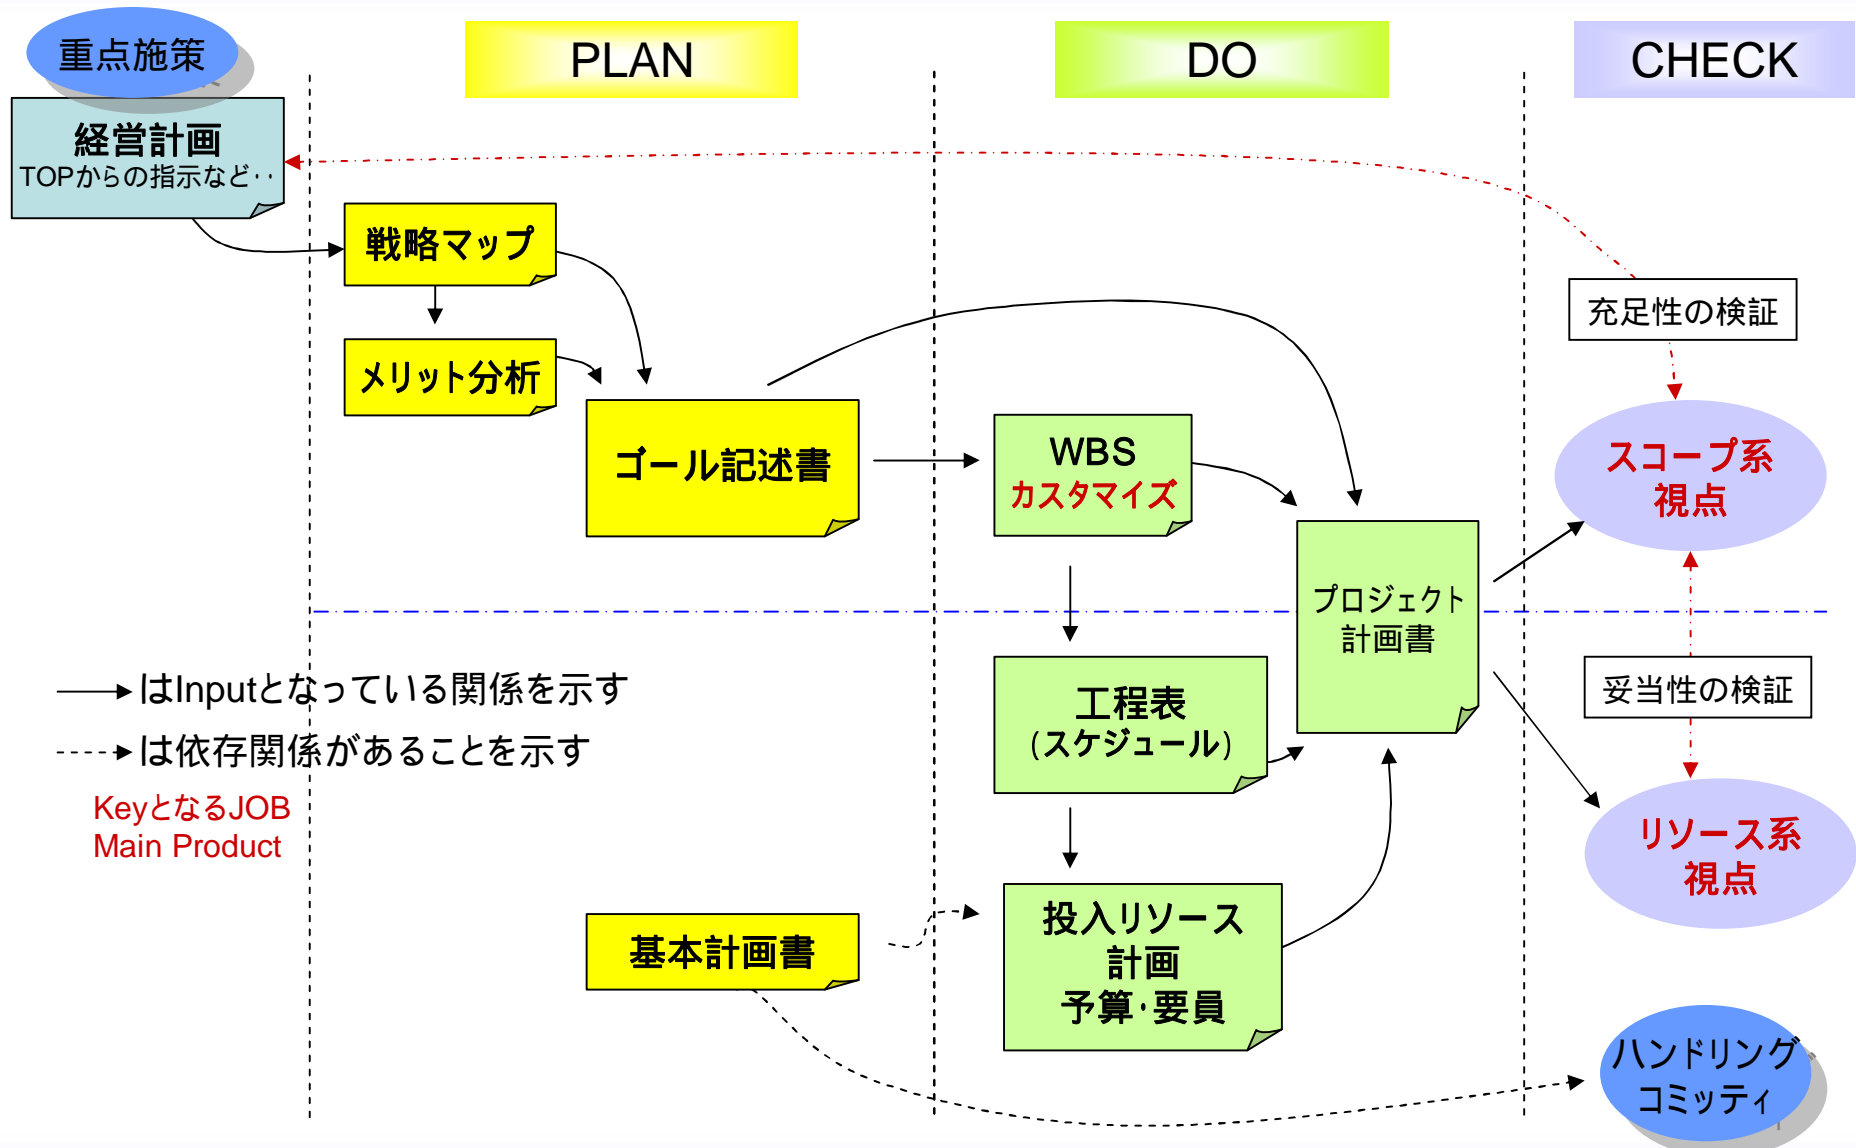 重点施策
PLAN
DO
CHECK
経営計画
TOPからの指示など‥
戦略マップ
メリット分析
ゴール記述書
WBS
カスタマイズ
充足性の検証
スコープ系
視点
プロジェクト
計画書
工程表
(スケジュール)
妥当性の検証
はInputとなっている関係を示す
は依存関係があることを示す
KeyとなるJOB
Main Product
リソース系
視点
投入リソース
計画
予算・要員
基本計画書
ハンドリング
コミッティ